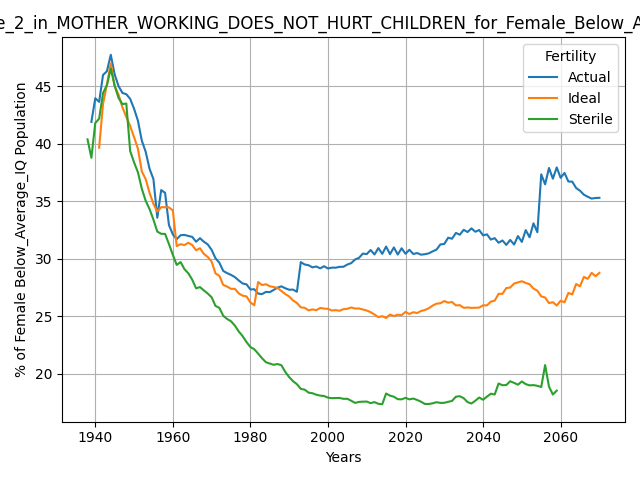 e_2_in_MOTHER_WORKING_DOES_NOT_HURT_CHILDREN_for_Female_Below_A
Fertility
Actual
Ideal
Sterile
% of Female Below_Average_IQ Population
45
40
35
30
25
20
1940 1960 1980 2000 2020 2040 2060
Years